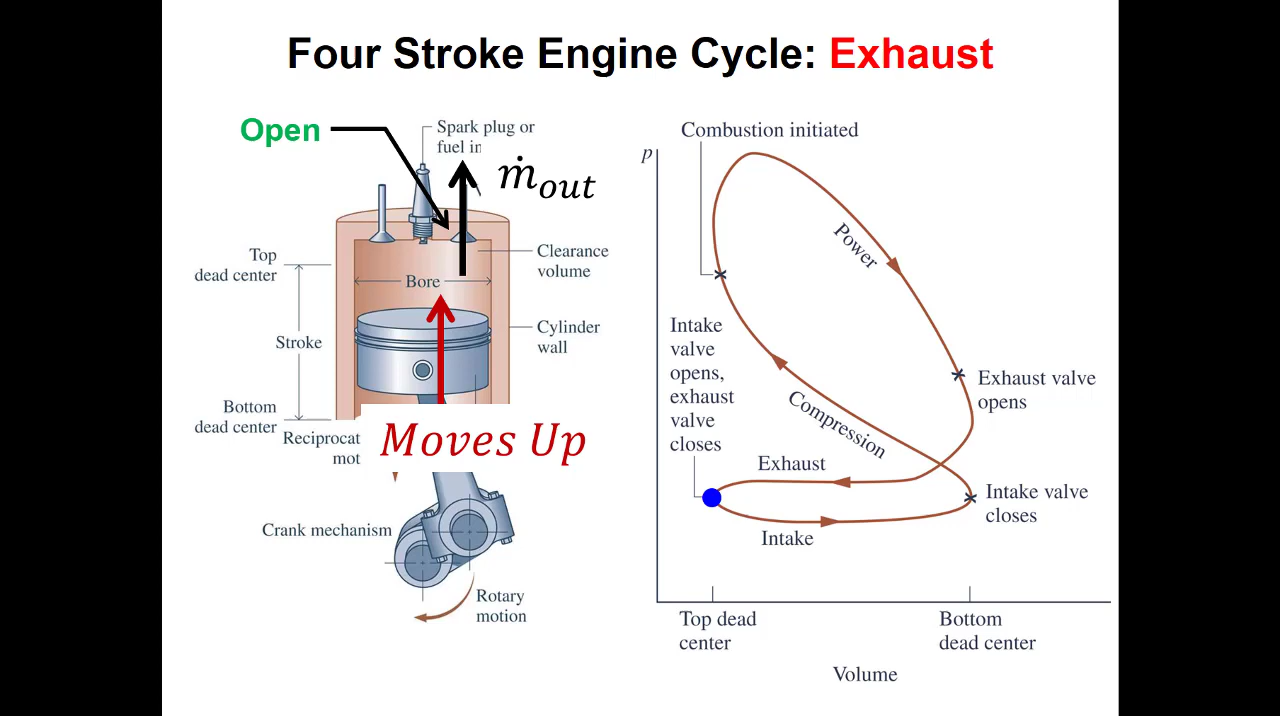 Four Stroke Engine Cycle: Exhaust
Open
Spark plug or
fuel in
ṁout
Top
dead center
Clearance
volume
Bore
Stroke
Cylinder
wall
Bottom
dead center
Reciprocat
mot
Moves Up
Crank mechanism
Rotary
motion
Combustion initiated
p
Power
Intake
valve
opens,
exhaust
valve
closes
Exhaust valve
opens
Compression
Exhaust
Intake valve
closes
Intake
Top dead
center
Bottom
dead center
Volume